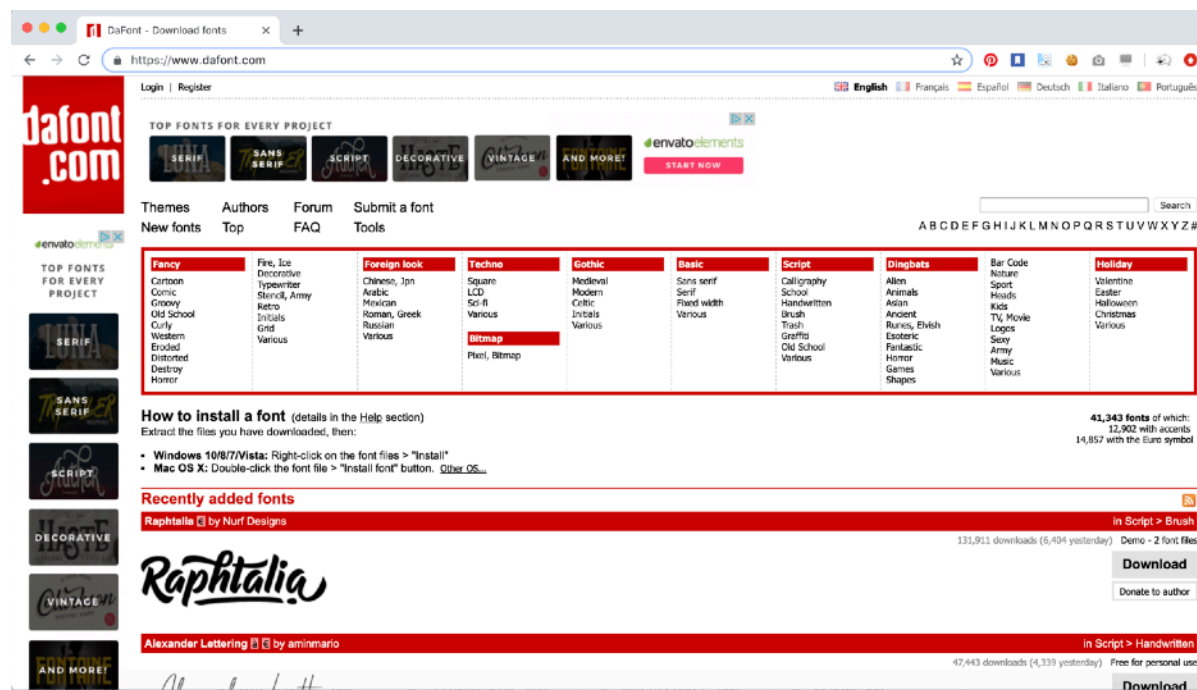 DaFont - Download fonts
https://www.dafont.com
dafont
.com
Login | Register
English Français Español Deutsch Italiano Português
TOP FONTS FOR EVERY PROJECT
SERIF
SANS
SERIF
SCRIPT
DECORATIVE
VINTAGE
AND MORE!
envatoelements
START NOW
Themes Authors Forum Submit a font
New fonts Top FAQ Tools
Search
A B C D E F G H I J K L M N O P Q R S T U V W X Y Z #
envatoelements
TOP FONTS
FOR EVERY
PROJECT
LUNA
SERIF
SANS
SERIF
SCRIPT
HASTE
DECORATIVE
VINTAGE
FONTAINE
AND MORE!
Fancy
Cartoon
Comic
Groovy
Old School
Curly
Western
Eroded
Distorted
Destroy
Horror
Fire, Ice
Decorative
Typewriter
Stencil, Army
Retro
Initials
Grid
Various
Foreign look
Chinese, Jpn
Arabic
Mexican
Roman, Greek
Russian
Various
Techno
Square
LCD
Sci-fi
Various
Bitmap
Pixel, Bitmap
Gothic
Medieval
Modern
Celtic
Initials
Various
Basic
Sans serif
Serif
Fixed width
Various
Script
Calligraphy
School
Handwritten
Brush
Trash
Graffiti
Old School
Various
Dingbats
Alien
Animals
Asian
Ancient
Runes, Elvish
Esoteric
Fantastic
Horror
Games
Shapes
Bar Code
Nature
Sport
Heads
Kids
TV, Movie
Logos
Sexy
Army
Music
Various
Holiday
Valentine
Easter
Halloween
Christmas
Various
How to install a font (details in the Help section)
Extract the files you have downloaded, then:
• Windows 10/8/7/Vista: Right-click on the font files > "Install"
• Mac OS X: Double-click the font file > "Install font" button. Other OS...
41,343 fonts of which:
12,902 with accents
14,857 with the Euro symbol
Recently added fonts
Raphtalia € by Nurf Designs in Script > Brush
131,911 downloads (6,404 yesterday) Demo - 2 font files
Raphtalia
Download
Donate to author
Alexander Lettering à € by aminmario in Script > Handwritten
47,443 downloads (4,339 yesterday) Free for personal use
Download